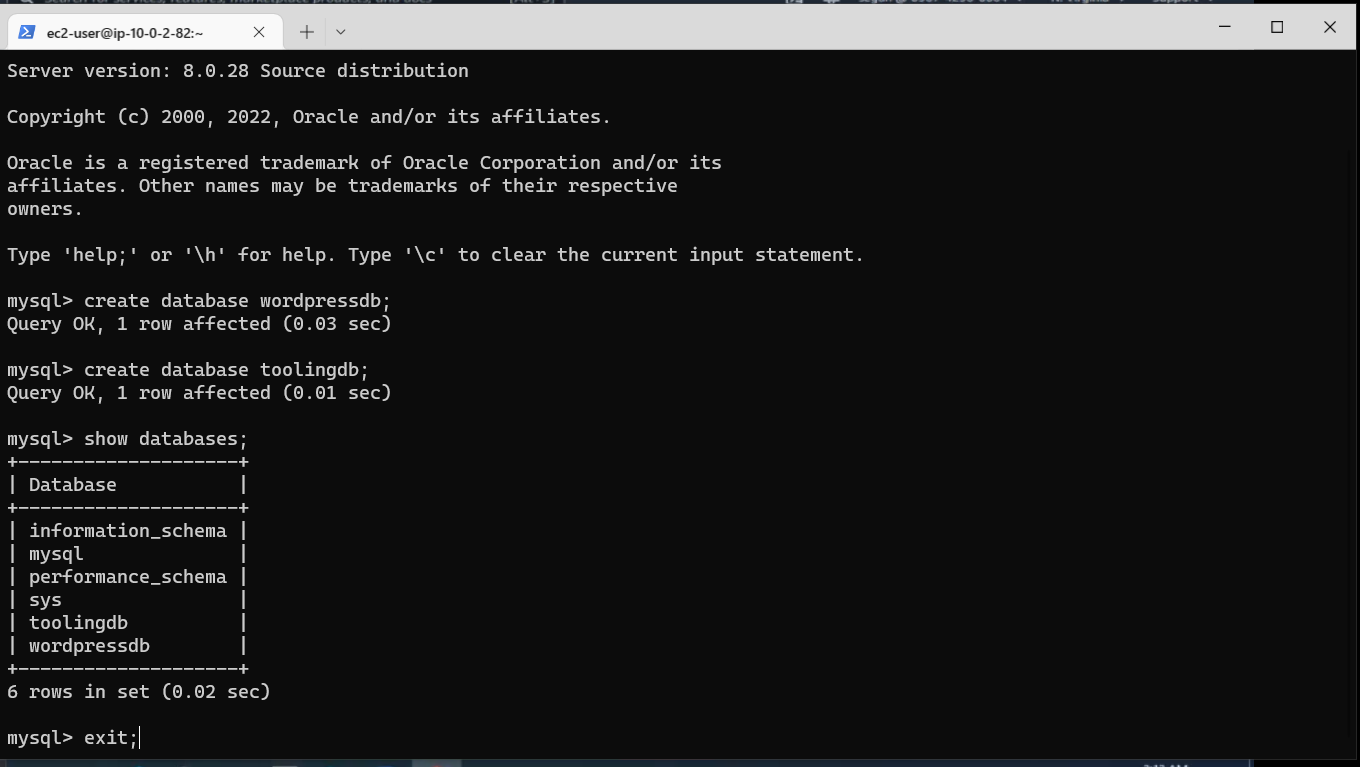 ec2-user@ip-10-0-2-82:~
Server version: 8.0.28 Source distribution
Copyright (c) 2000, 2022, Oracle and/or its affiliates.
Oracle is a registered trademark of Oracle Corporation and/or its
affiliates. Other names may be trademarks of their respective
owners.
Type 'help;' or '\h' for help. Type '\c' to clear the current input statement.
mysql> create database wordpressdb;
Query OK, 1 row affected (0.03 sec)
mysql> create database toolingdb;
Query OK, 1 row affected (0.01 sec)
mysql> show databases;
+--------------------+
| Database           |
+--------------------+
| information_schema |
| mysql              |
| performance_schema |
| sys                |
| toolingdb          |
| wordpressdb        |
+--------------------+
6 rows in set (0.02 sec)
mysql> exit;